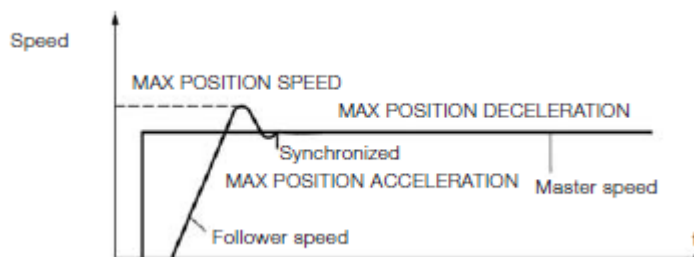 Speed
MAX POSITION SPEED
MAX POSITION DECELERATION
Synchronized
MAX POSITION ACCELERATION
Master speed
Follower speed
t